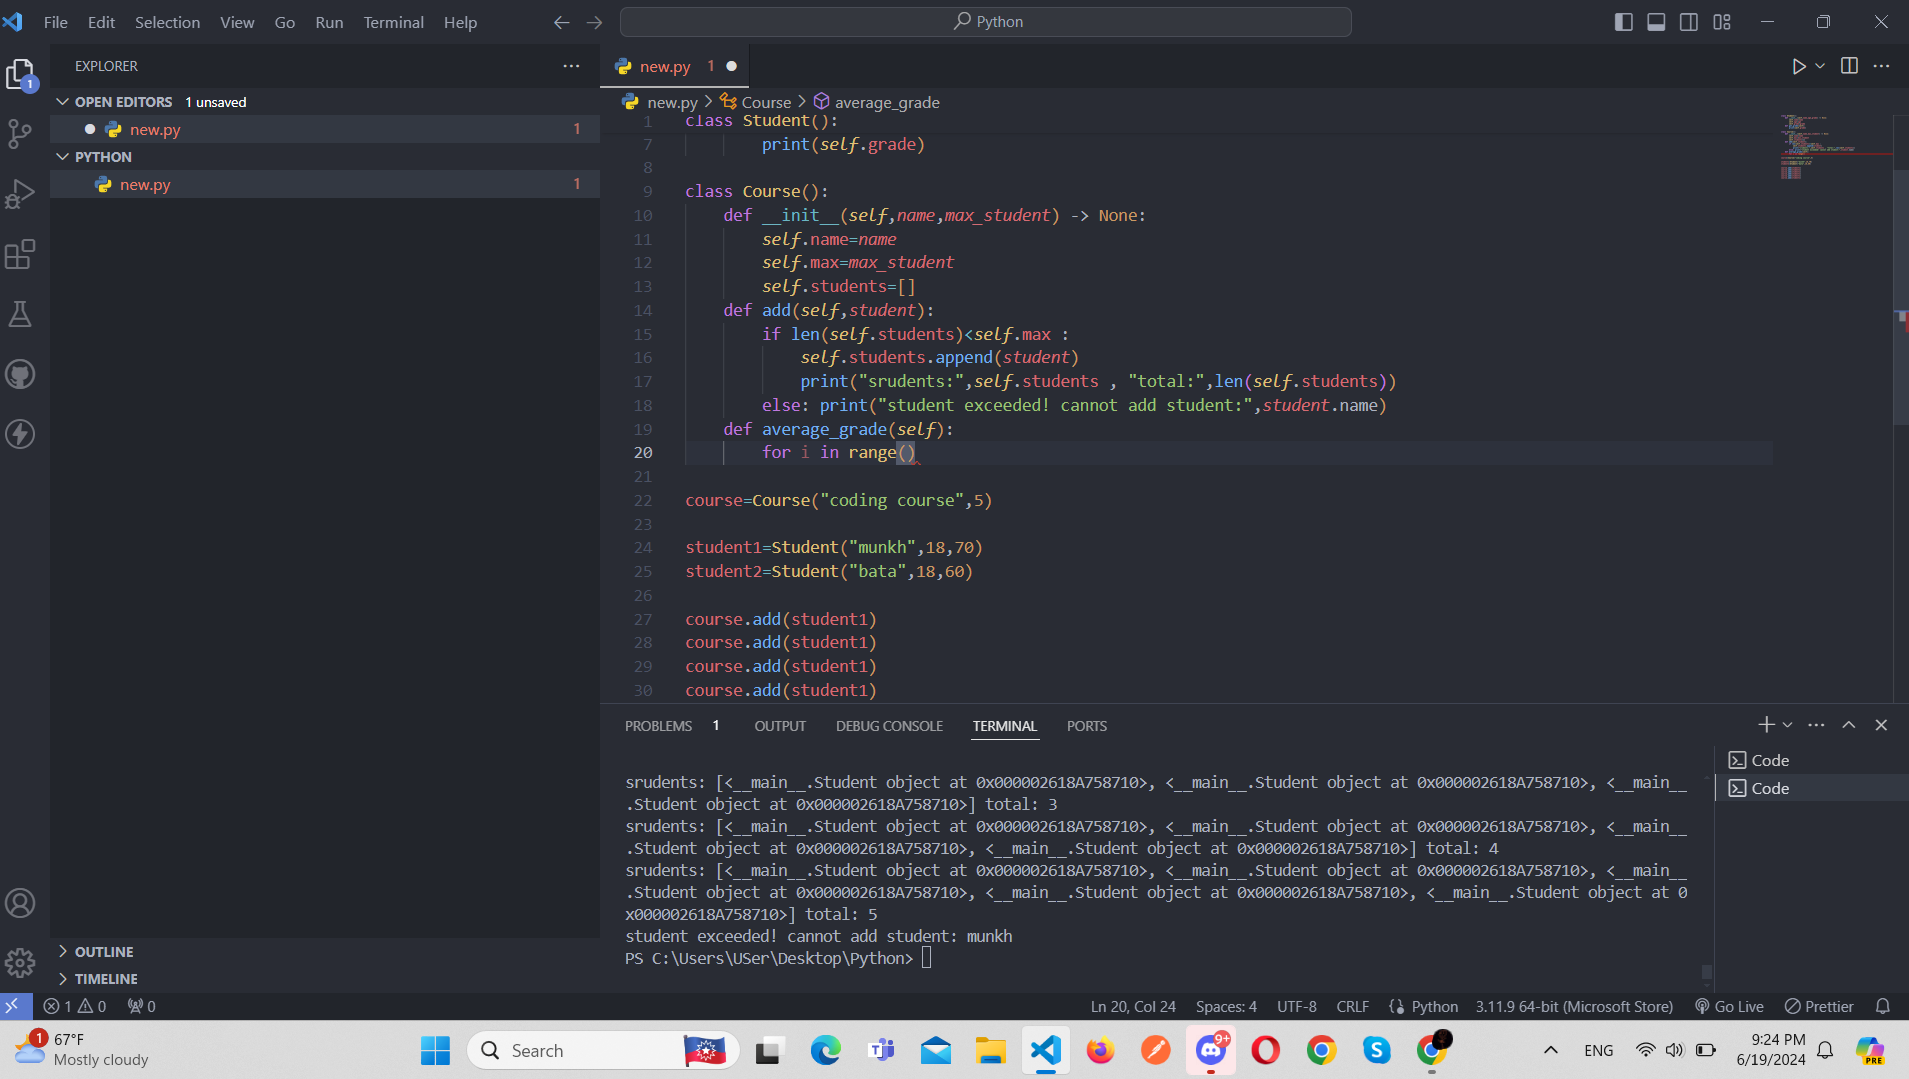 File Edit Selection View Go Run Terminal Help
Python
EXPLORER
OPEN EDITORS 1 unsaved
new.py 1
PYTHON
new.py 1
OUTLINE
TIMELINE
1
new.py 1
new.py > Course > average_grade
1 class Student():
7 print(self.grade)
8
9 class Course():
10 def __init__(self,name,max_student) -> None:
11 self.name=name
12 self.max=max_student
13 self.students=[]
14 def add(self,student):
15 if len(self.students)<self.max :
16 self.students.append(student)
17 print("srudents:",self.students , "total:",len(self.students))
18 else: print("student exceeded! cannot add student:",student.name)
19 def average_grade(self):
20 for i in range()
21
22 course=Course("coding course",5)
23
24 student1=Student("munkh",18,70)
25 student2=Student("bata",18,60)
26
27 course.add(student1)
28 course.add(student1)
29 course.add(student1)
30 course.add(student1)
PROBLEMS 1 OUTPUT DEBUG CONSOLE TERMINAL PORTS
srudents: [<__main__.Student object at 0x000002618A758710>, <__main__.Student object at 0x000002618A758710>, <__main__
.Student object at 0x000002618A758710>] total: 3
srudents: [<__main__.Student object at 0x000002618A758710>, <__main__.Student object at 0x000002618A758710>, <__main__
.Student object at 0x000002618A758710>, <__main__.Student object at 0x000002618A758710>] total: 4
srudents: [<__main__.Student object at 0x000002618A758710>, <__main__.Student object at 0x000002618A758710>, <__main__
.Student object at 0x000002618A758710>, <__main__.Student object at 0x000002618A758710>, <__main__.Student object at 0
x000002618A758710>] total: 5
student exceeded! cannot add student: munkh
PS C:\Users\USer\Desktop\Python>
Code
Code
1 0 0 Ln 20, Col 24 Spaces: 4 UTF-8 CRLF Python 3.11.9 64-bit (Microsoft Store) Go Live Prettier
1 67°F
Mostly cloudy
Search
9+
S
PRE
ENG
9:24 PM
6/19/2024